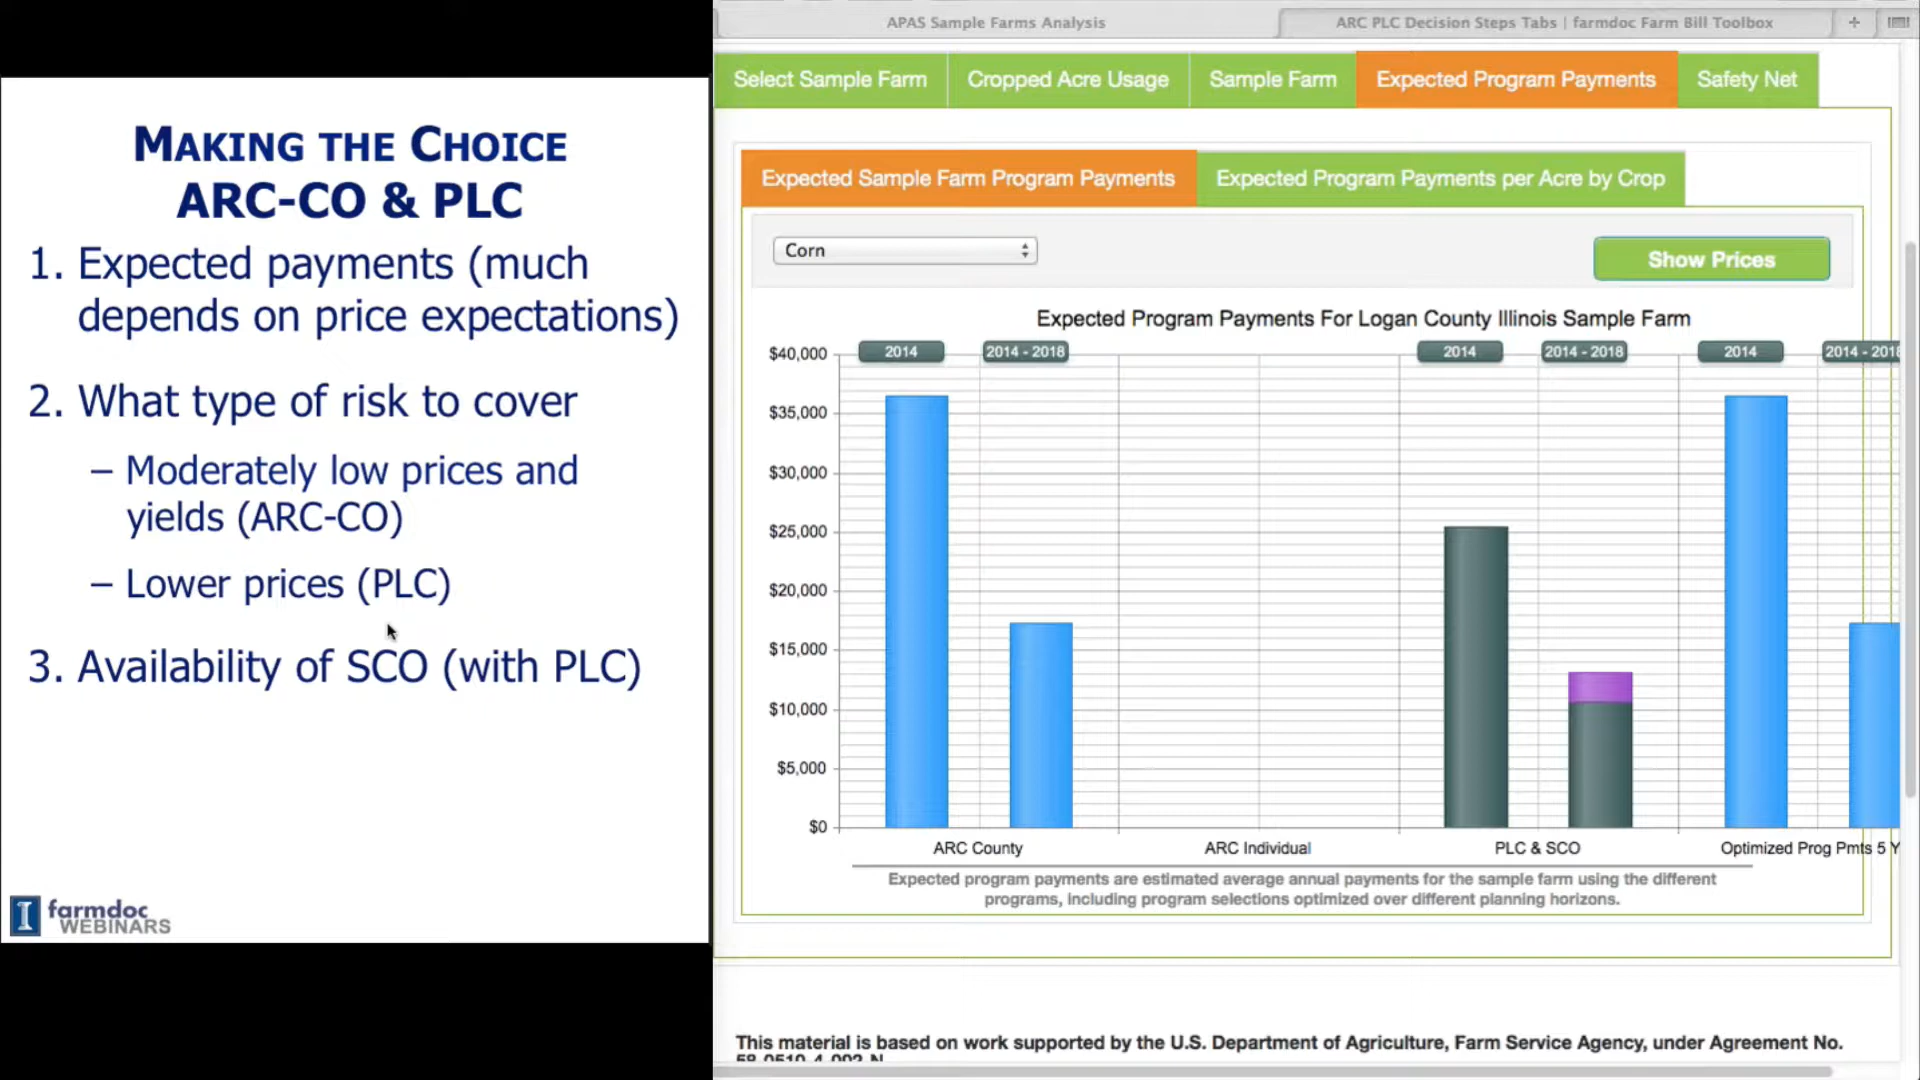 MAKING THE CHOICE
ARC-CO & PLC
1. Expected payments (much
depends on price expectations)
2. What type of risk to cover
– Moderately low prices and
yields (ARC-CO)
– Lower prices (PLC)
3. Availability of SCO (with PLC)
I farmdoc
WEBINARS
APAS Sample Farms Analysis
ARC PLC Decision Steps Tabs | farmdoc Farm Bill Toolbox
+
Select Sample Farm
Cropped Acre Usage
Sample Farm
Expected Program Payments
Safety Net
Expected Sample Farm Program Payments
Expected Program Payments per Acre by Crop
Corn
Show Prices
Expected Program Payments For Logan County Illinois Sample Farm
2014
2014 - 2018
2014
2014 - 2018
2014
2014 - 2018
$40,000
$35,000
$30,000
$25,000
$20,000
$15,000
$10,000
$5,000
$0
ARC County
ARC Individual
PLC & SCO
Optimized Prog Pmts 5 Y
Expected program payments are estimated average annual payments for the sample farm using the different
programs, including program selections optimized over different planning horizons.
This material is based on work supported by the U.S. Department of Agriculture, Farm Service Agency, under Agreement No.
58-0510-4-002-N